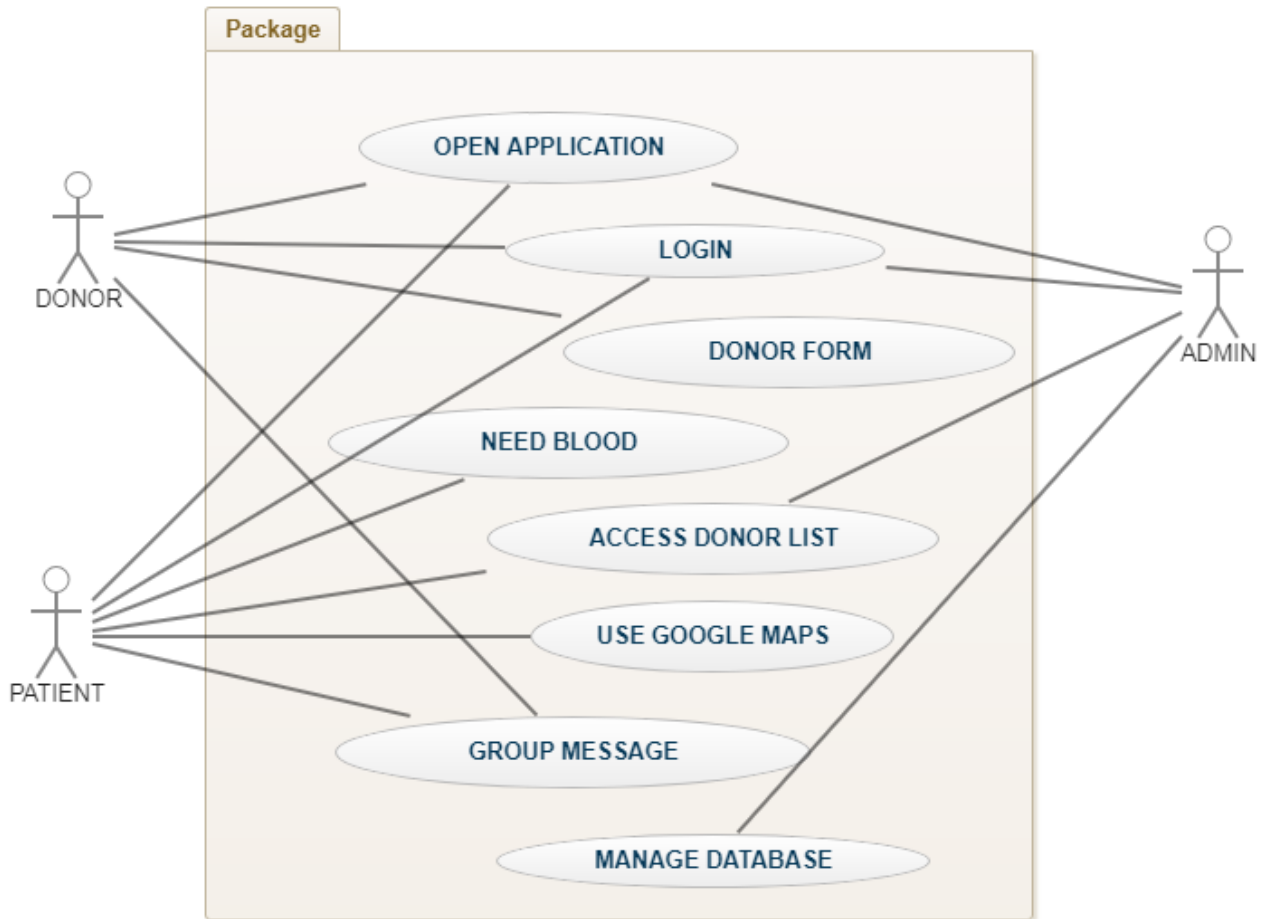 Package
OPEN APPLICATION
LOGIN
DONOR
DONOR FORM
ADMIN
NEED BLOOD
ACCESS DONOR LIST
USE GOOGLE MAPS
PATIENT
GROUP MESSAGE
MANAGE DATABASE